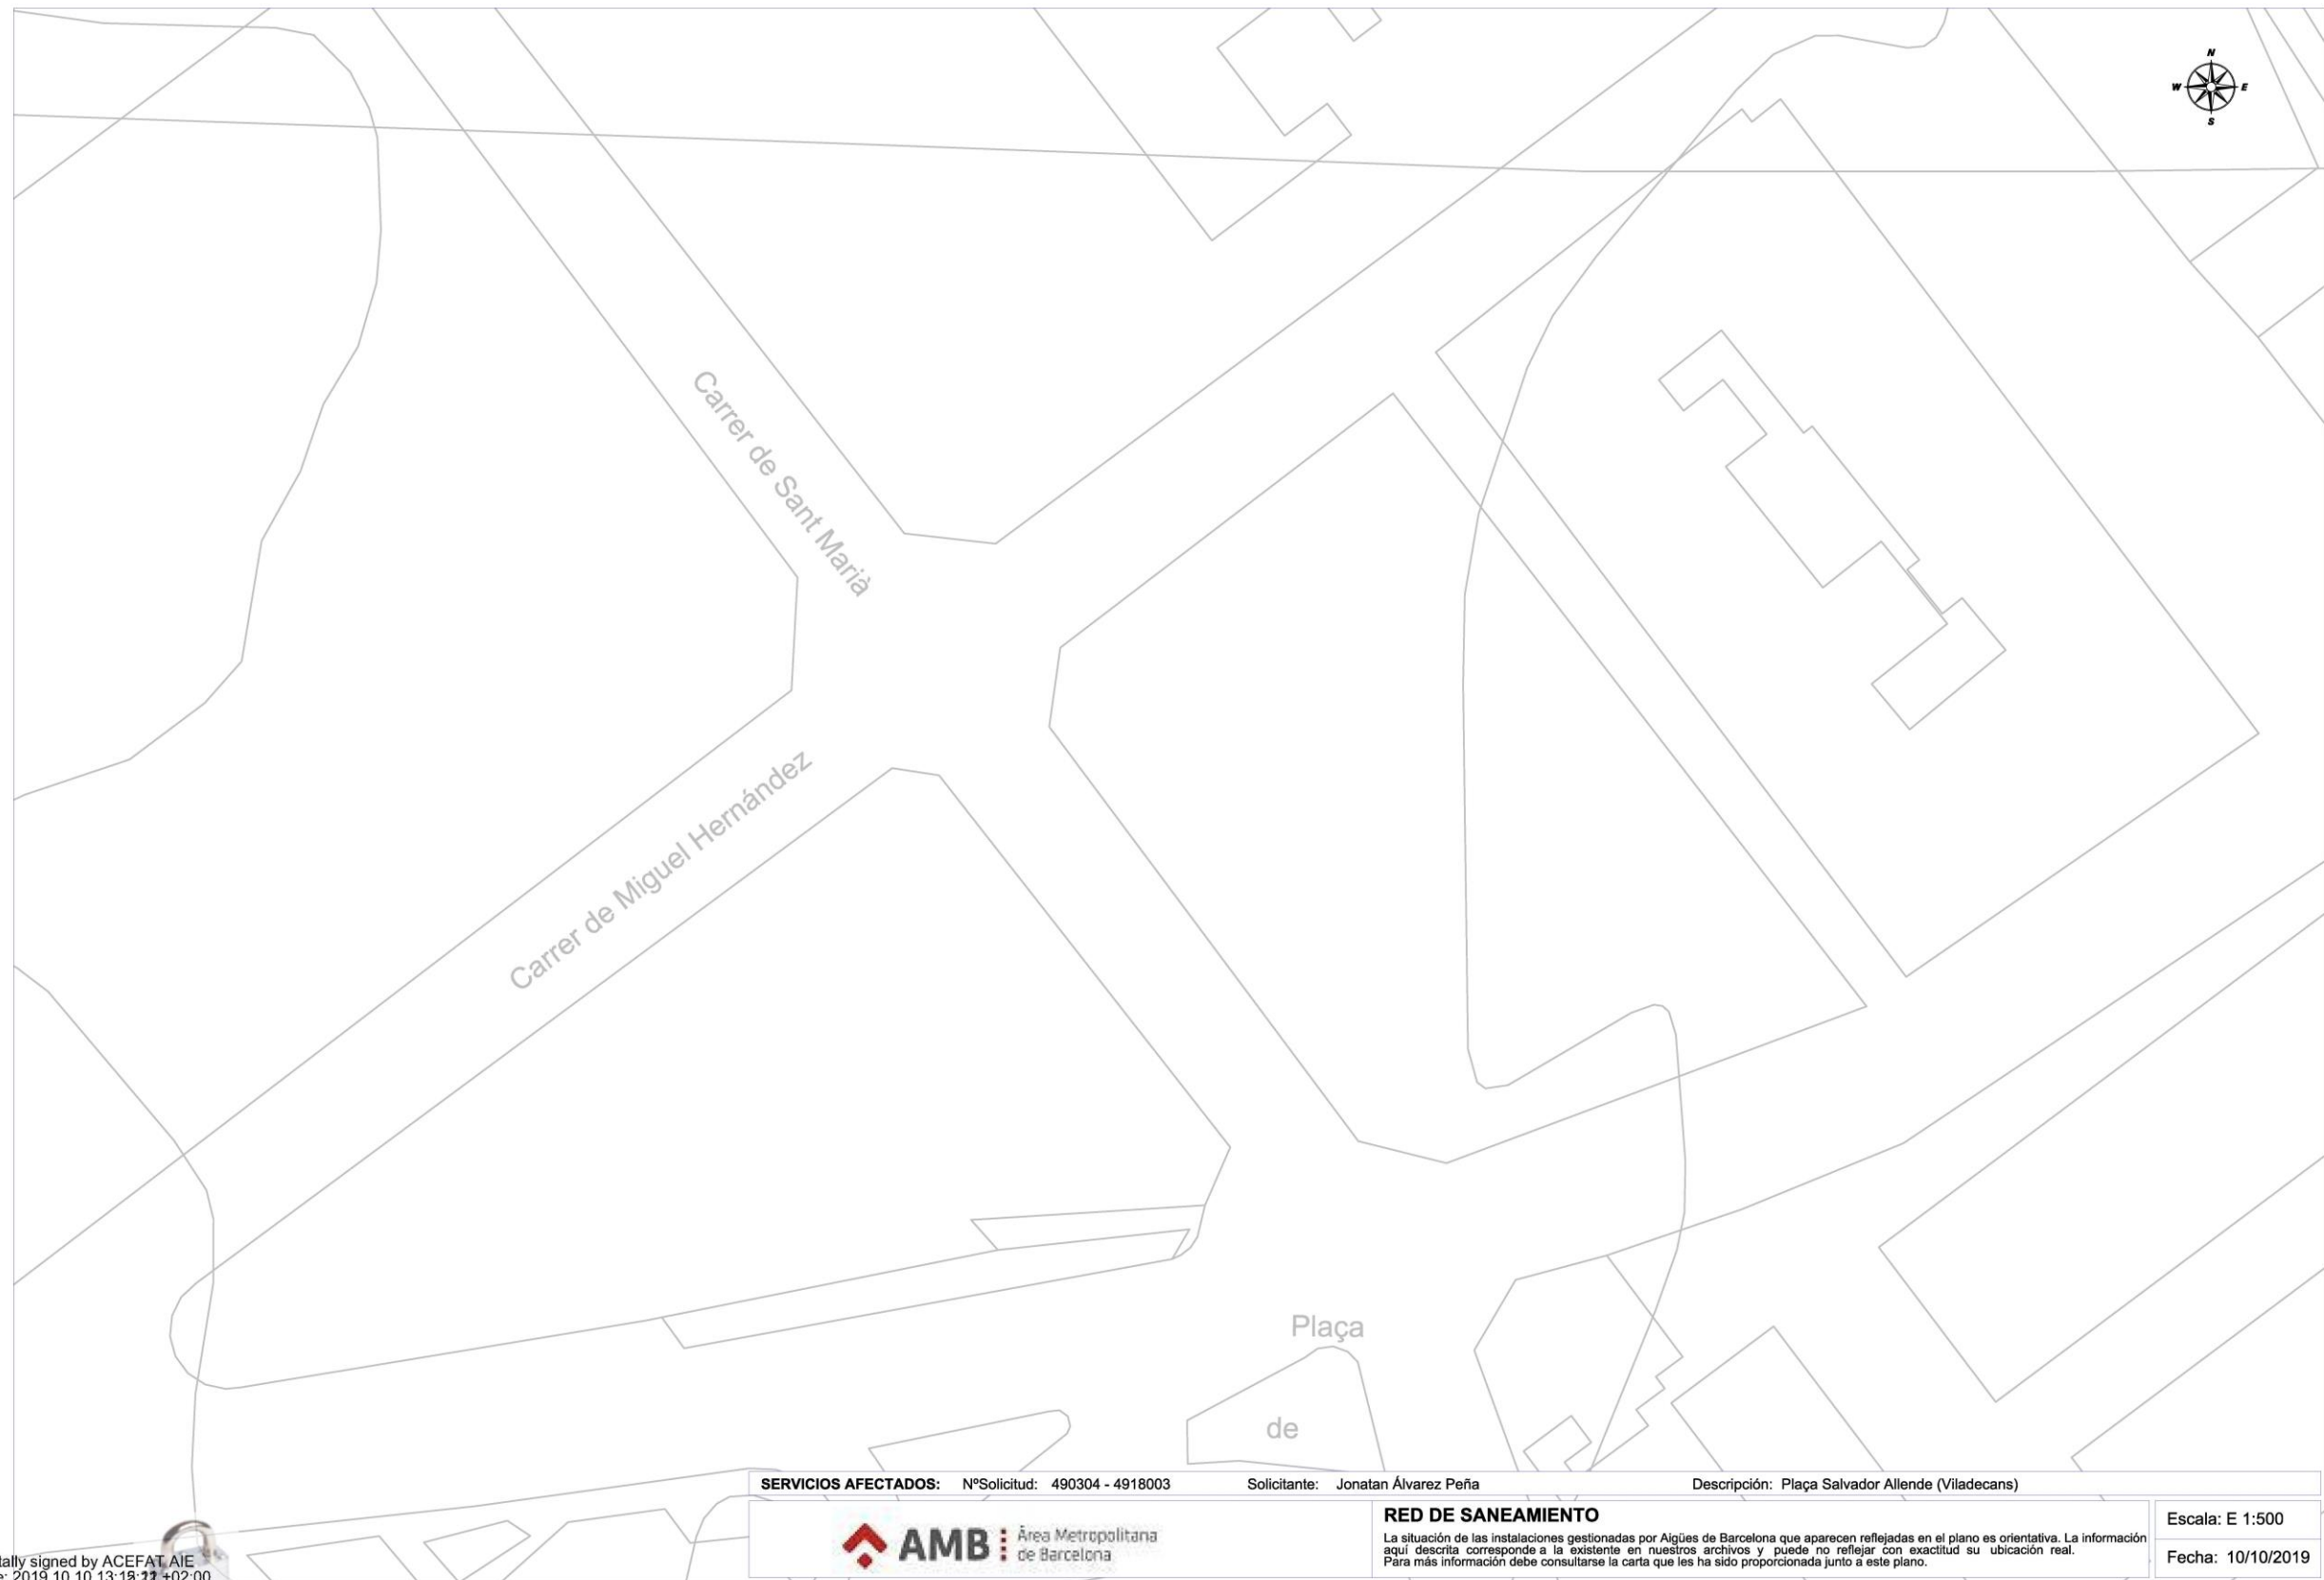 N
W E
S
Carrer de Sant Marià
Carrer de Miguel Hernández
Plaça
de
SERVICIOS AFECTADOS: NºSolicitud: 490304 - 4918003 Solicitante: Jonatan Álvarez Peña Descripción: Plaça Salvador Allende (Viladecans)
AMB Àrea Metropolitana
de Barcelona
RED DE SANEAMIENTO
La situación de las instalaciones gestionadas por Aigües de Barcelona que aparecen reflejadas en el plano es orientativa. La información
aquí descrita corresponde a la existente en nuestros archivos y puede no reflejar con exactitud su ubicación real.
Para más información debe consultarse la carta que les ha sido proporcionada junto a este plano.
Escala: E 1:500
Fecha: 10/10/2019
tally signed by ACEFAT AIE
e: 2019.10.10 +02:00